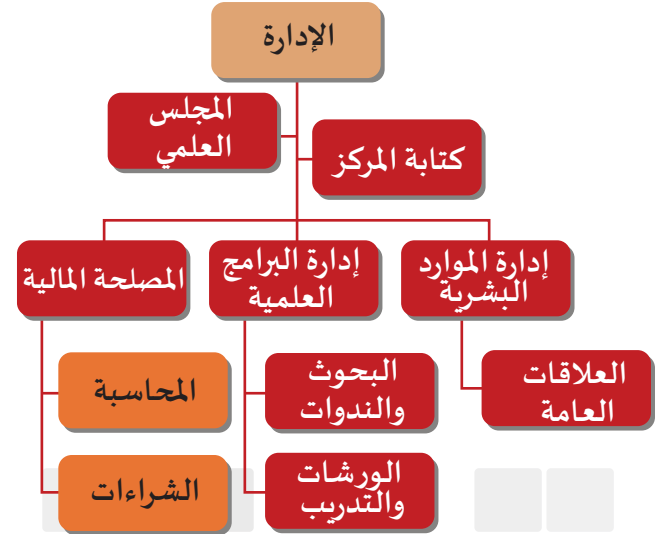 الإدارة
المجلس
العلمي
كتابة المركز
إدارة الموارد
البشرية
إدارة البرامج
العلمية
المصلحة المالية
العلاقات
العامة
البحوث
والندوات
المحاسبة
الورشات
والتدريب
الشراءات